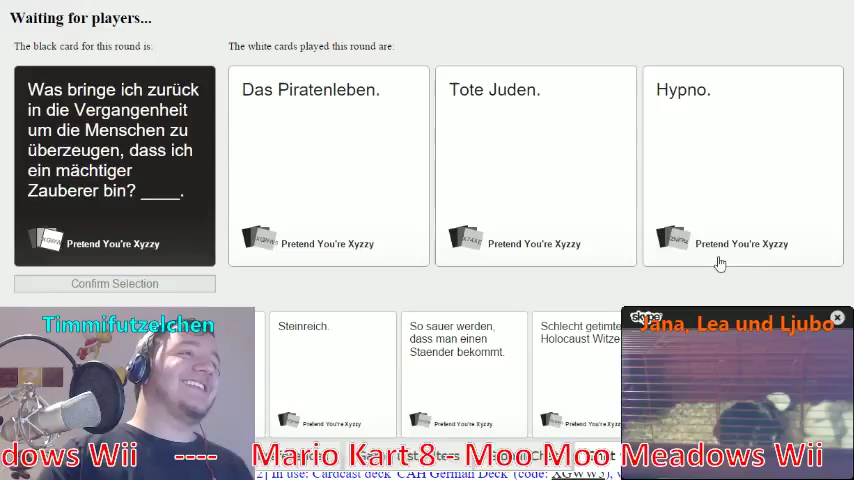 Waiting for players...
The black card for this round is:
The white cards played this round are:
Was bringe ich zurück
in die Vergangenheit
um die Menschen zu
überzeugen, dass ich
ein mächtiger
Zauberer bin? ____.
Pretend You're Xyzzy
Das Piratenleben.
Pretend You're Xyzzy
Tote Juden.
Pretend You're Xyzzy
Hypno.
Pretend You're Xyzzy
Confirm Selection
Timmifutzelchen
Steinreich.
Pretend You're Xyzzy
So sauer werden,
dass man einen
Staender bekommt.
Pretend You're Xyzzy
Schlecht getimte
Holocaust Witze
Pretend You're Xyzzy
skype
Jana, Lea und Ljubo
dows Wii ---- Mario Kart 8 - Moo Moo Meadows Wii
In use: Cardcast deck 'CAH German Deck' (code: